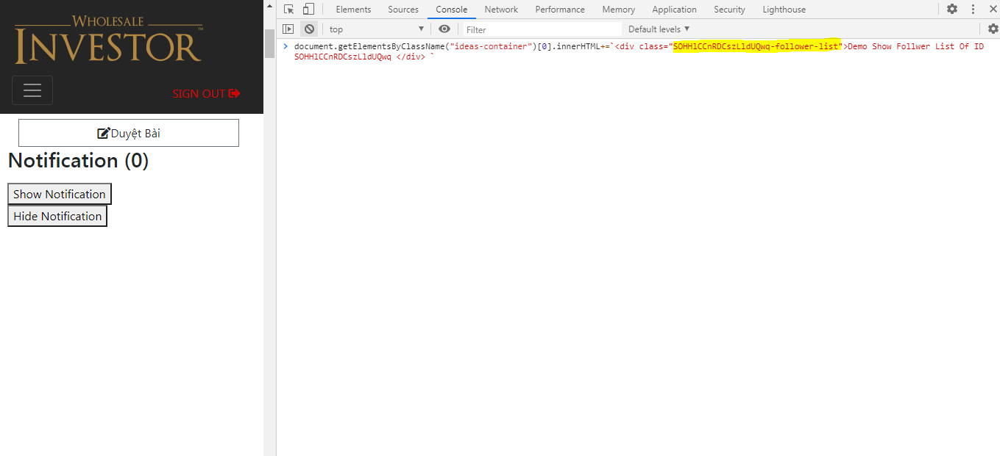 WHOLESALE
INVESTOR™
SIGN OUT
Duyệt Bài
Notification (0)
Show Notification
Hide Notification
Elements Sources Console Network Performance Memory Application Security Lighthouse
top Filter Default levels
document.getElementsByClassName("ideas-container")[0].innerHTML+=`<div class="SOHHlCCnRDCszLldUQwq-follower-list">Demo Show Follwer List Of ID
SOHHlCCnRDCszLldUQwq </div> `